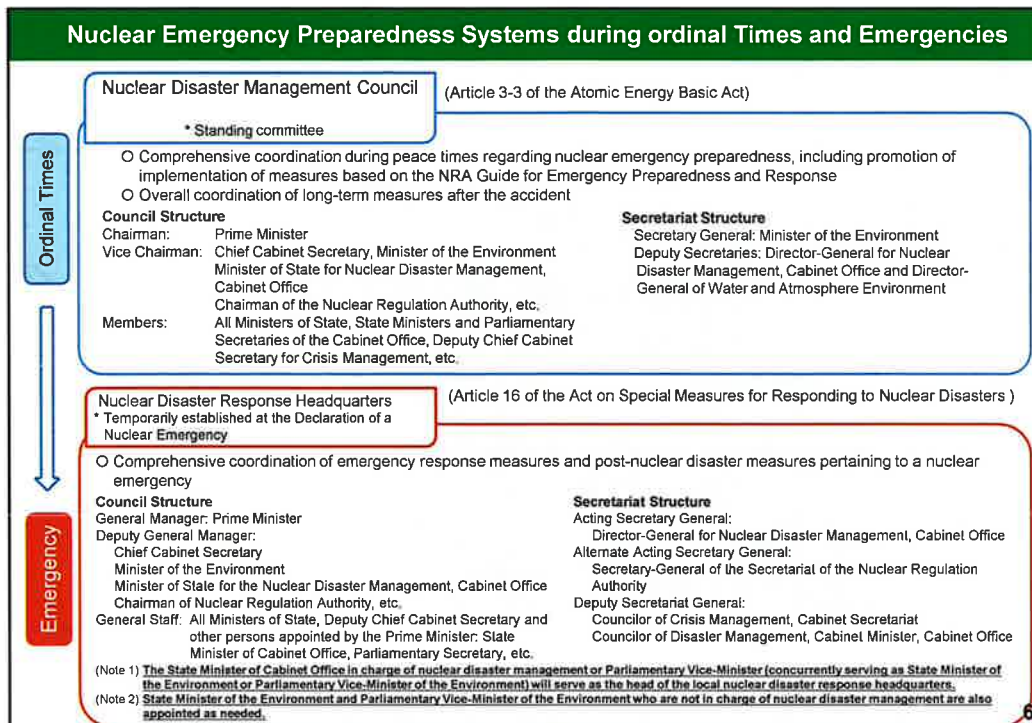 Nuclear Emergency Preparedness Systems during ordinal Times and Emergencies
Nuclear Disaster Management Council
(Article 3-3 of the Atomic Energy Basic Act)
* Standing committee
Ordinal Times
O Comprehensive coordination during peace times regarding nuclear emergency preparedness, including promotion of
implementation of measures based on the NRA Guide for Emergency Preparedness and Response
O Overall coordination of long-term measures after the accident
Council Structure
Chairman: Prime Minister
Vice Chairman: Chief Cabinet Secretary, Minister of the Environment
Minister of State for Nuclear Disaster Management,
Cabinet Office
Chairman of the Nuclear Regulation Authority, etc.
Members: All Ministers of State, State Ministers and Parliamentary
Secretaries of the Cabinet Office, Deputy Chief Cabinet
Secretary for Crisis Management, etc.
Secretariat Structure
Secretary General: Minister of the Environment
Deputy Secretaries: Director-General for Nuclear
Disaster Management, Cabinet Office and Director-
General of Water and Atmosphere Environment
Nuclear Disaster Response Headquarters
* Temporarily established at the Declaration of a
Nuclear Emergency
(Article 16 of the Act on Special Measures for Responding to Nuclear Disasters )
Emergency
O Comprehensive coordination of emergency response measures and post-nuclear disaster measures pertaining to a nuclear
emergency
Council Structure
General Manager: Prime Minister
Deputy General Manager:
Chief Cabinet Secretary
Minister of the Environment
Minister of State for the Nuclear Disaster Management, Cabinet Office
Chairman of Nuclear Regulation Authority, etc.
General Staff: All Ministers of State, Deputy Chief Cabinet Secretary and
other persons appointed by the Prime Minister: State
Minister of Cabinet Office, Parliamentary Secretary, etc.
Secretariat Structure
Acting Secretary General:
Director-General for Nuclear Disaster Management, Cabinet Office
Alternate Acting Secretary General:
Secretary-General of the Secretariat of the Nuclear Regulation
Authority
Deputy Secretariat General:
Councilor of Crisis Management, Cabinet Secretariat
Councilor of Disaster Management, Cabinet Minister, Cabinet Office
(Note 1) The State Minister of Cabinet Office in charge of nuclear disaster management or Parliamentary Vice-Minister (concurrently serving as State Minister of
the Environment or Parliamentary Vice-Minister of the Environment) will serve as the head of the local nuclear disaster response headquarters.
(Note 2) State Minister of the Environment and Parliamentary Vice-Minister of the Environment who are not in charge of nuclear disaster management are also
appointed as needed.
6